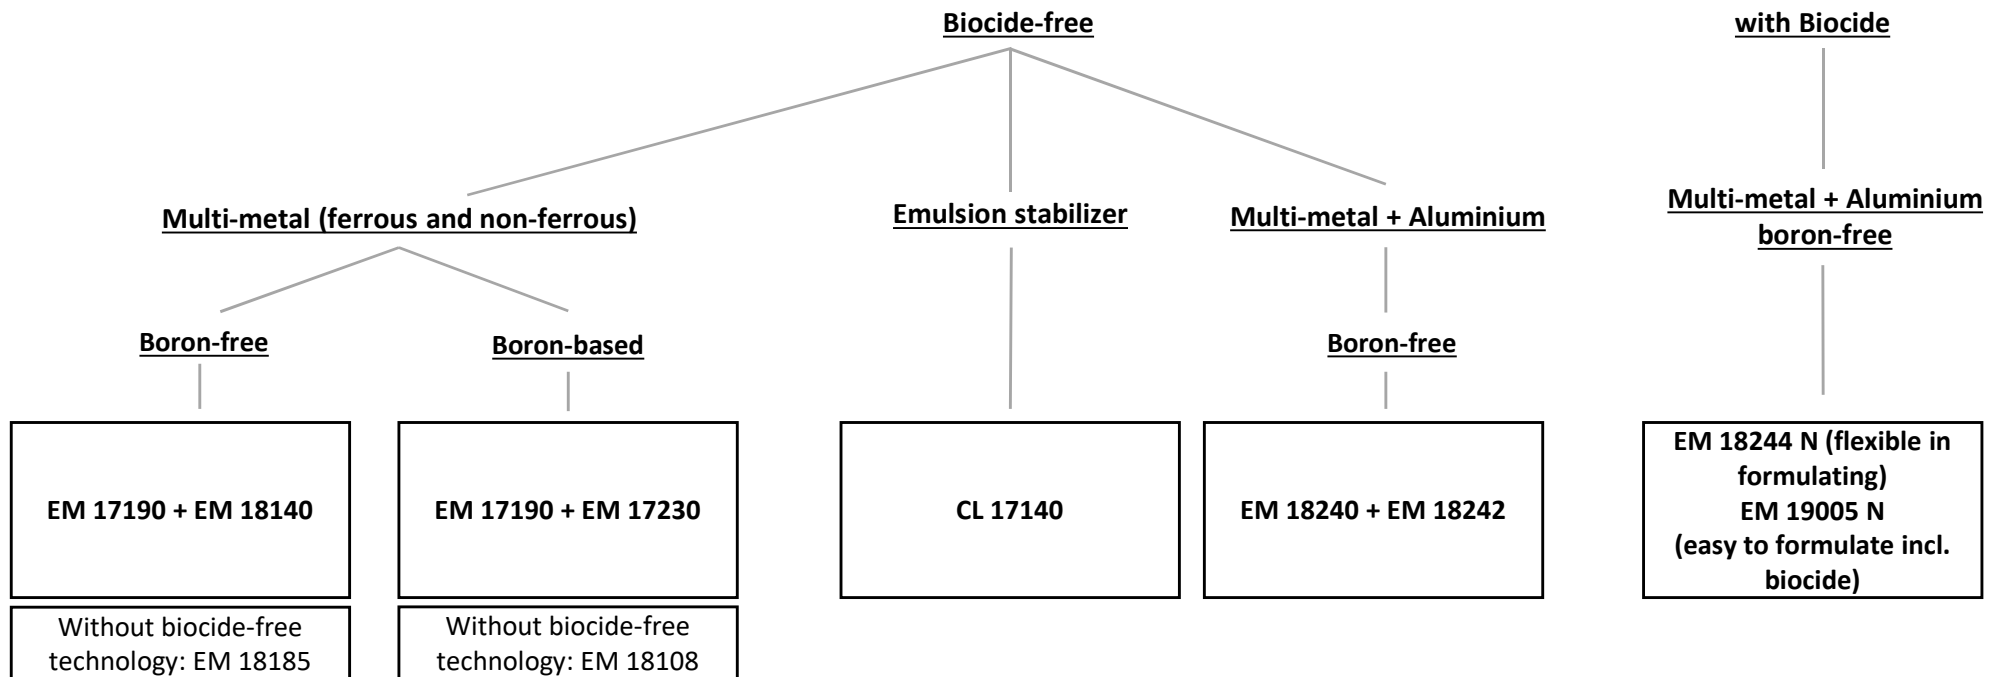 Biocide-free
with Biocide
Multi-metal (ferrous and non-ferrous)
Emulsion stabilizer
Multi-metal + Aluminium
Multi-metal + Aluminium
boron-free
Boron-free
Boron-based
Boron-free
EM 17190 + EM 18140
EM 17190 + EM 17230
CL 17140
EM 18240 + EM 18242
EM 18244 N (flexible in
formulating)
EM 19005 N
(easy to formulate incl.
biocide)
Without biocide-free
technology: EM 18185
Without biocide-free
technology: EM 18108